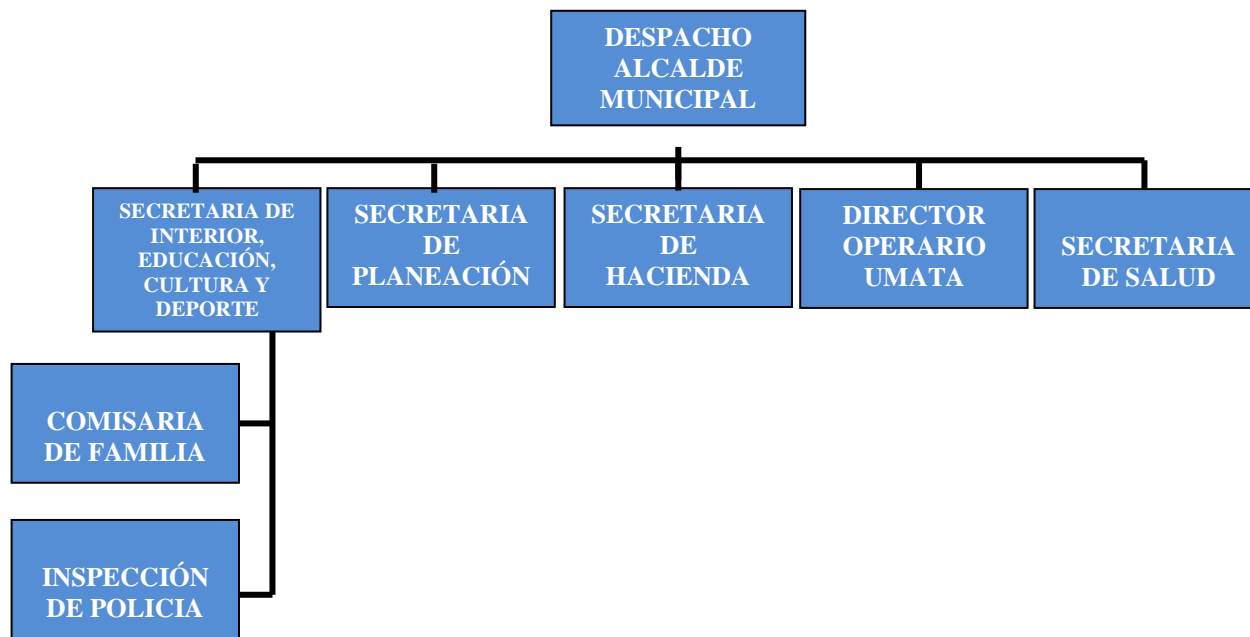 DESPACHO
ALCALDE
MUNICIPAL
SECRETARIA DE
INTERIOR,
EDUCACIÓN,
CULTURA Y
DEPORTE
SECRETARIA
DE
PLANEACIÓN
SECRETARIA
DE
HACIENDA
DIRECTOR
OPERARIO
UMATA
SECRETARIA
DE SALUD
COMISARIA
DE FAMILIA
INSPECCIÓN
DE POLICIA